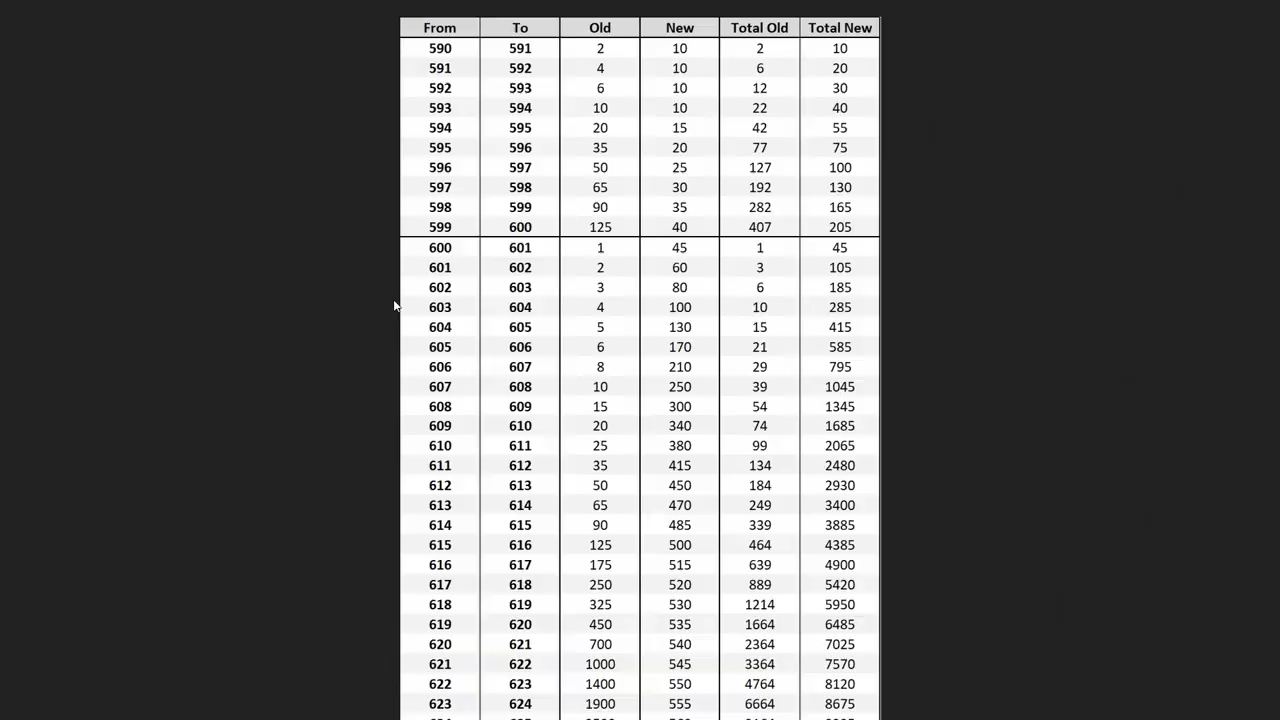 From To Old New Total Old Total New
590 591 2 10 2 10
591 592 4 10 6 20
592 593 6 10 12 30
593 594 10 10 22 40
594 595 20 15 42 55
595 596 35 20 77 75
596 597 50 25 127 100
597 598 65 30 192 130
598 599 90 35 282 165
599 600 125 40 407 205
600 601 1 45 1 45
601 602 2 60 3 105
602 603 3 80 6 185
603 604 4 100 10 285
604 605 5 130 15 415
605 606 6 170 21 585
606 607 8 210 29 795
607 608 10 250 39 1045
608 609 15 300 54 1345
609 610 20 340 74 1685
610 611 25 380 99 2065
611 612 35 415 134 2480
612 613 50 450 184 2930
613 614 65 470 249 3400
614 615 90 485 339 3885
615 616 125 500 464 4385
616 617 175 515 639 4900
617 618 250 520 889 5420
618 619 325 530 1214 5950
619 620 450 535 1664 6485
620 621 700 540 2364 7025
621 622 1000 545 3364 7570
622 623 1400 550 4764 8120
623 624 1900 555 6664 8675